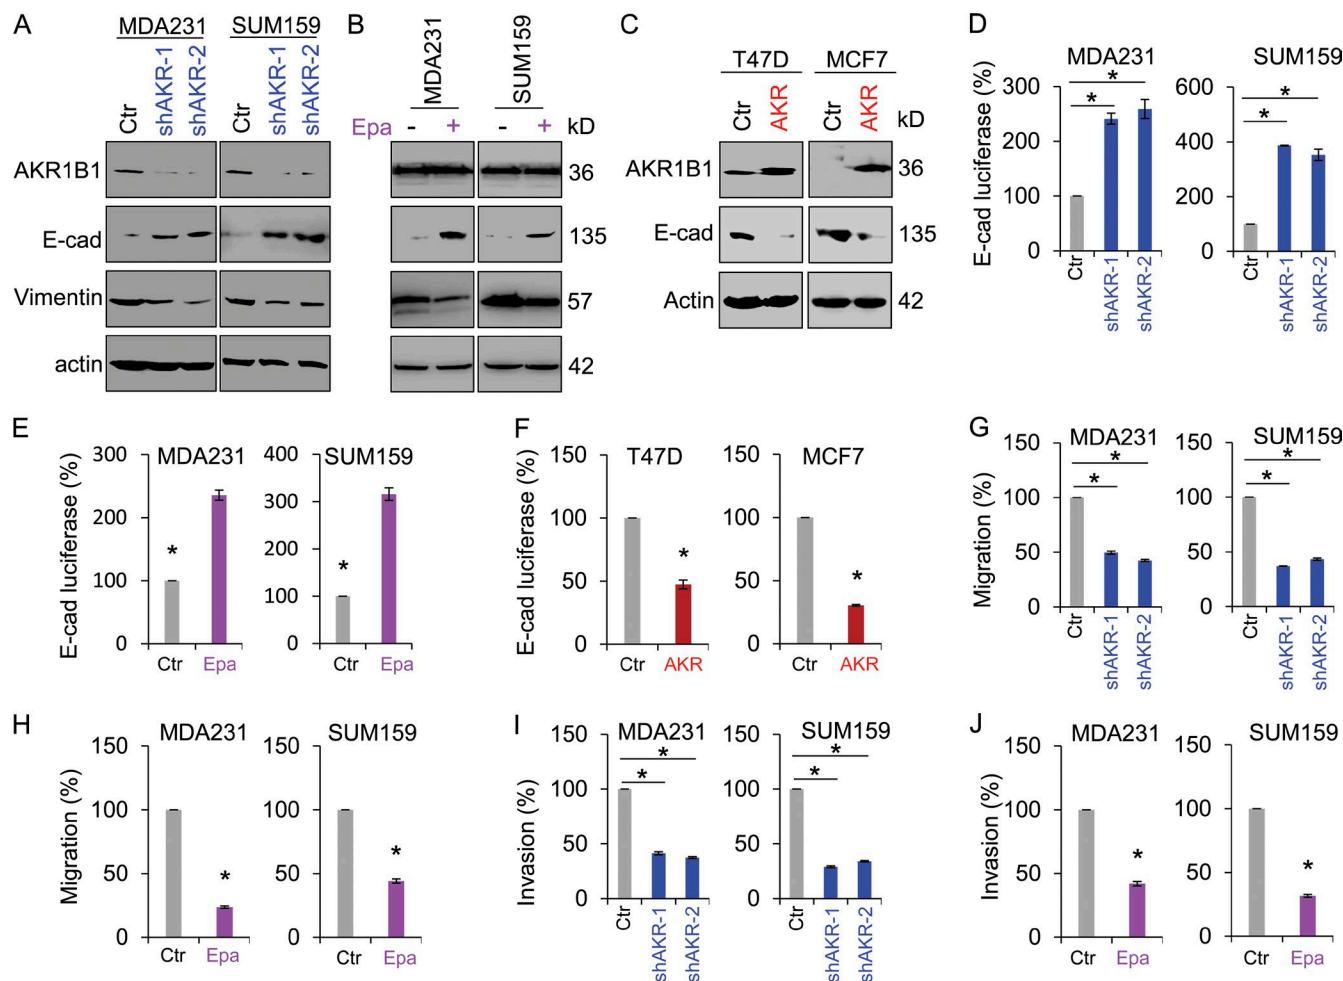 A
MDA231 SUM159
Ctr shAKR-1 shAKR-2 Ctr shAKR-1 shAKR-2
AKR1B1
E-cad
Vimentin
actin
B
MDA231 SUM159
Epa - + - + kD
36
135
57
42
C
T47D MCF7
Ctr AKR Ctr AKR kD
AKR1B1 36
E-cad 135
Actin 42
D
MDA231 SUM159
E-cad luciferase (%)
300 * *
200
100
0
Ctr shAKR-1 shAKR-2
600 * *
400
200
0
Ctr shAKR-1 shAKR-2
E
MDA231 SUM159
E-cad luciferase (%)
300
200
100 *
0
Ctr Epa
400
300
200
100 *
0
Ctr Epa
F
T47D MCF7
E-cad luciferase (%)
150
100
50 *
0
Ctr AKR
150
100
50 *
0
Ctr AKR
G
MDA231 SUM159
Migration (%)
150 * *
100
50
0
Ctr shAKR-1 shAKR-2
150 * *
100
50
0
Ctr shAKR-1 shAKR-2
H
MDA231 SUM159
Migration (%)
150
100
50 *
0
Ctr Epa
150
100
50 *
0
Ctr Epa
I
MDA231 SUM159
Invasion (%)
150 * *
100
50
0
Ctr shAKR-1 shAKR-2
150 * *
100
50
0
Ctr shAKR-1 shAKR-2
J
MDA231 SUM159
Invasion (%)
150
100
50 *
0
Ctr Epa
150
100
50 *
0
Ctr Epa